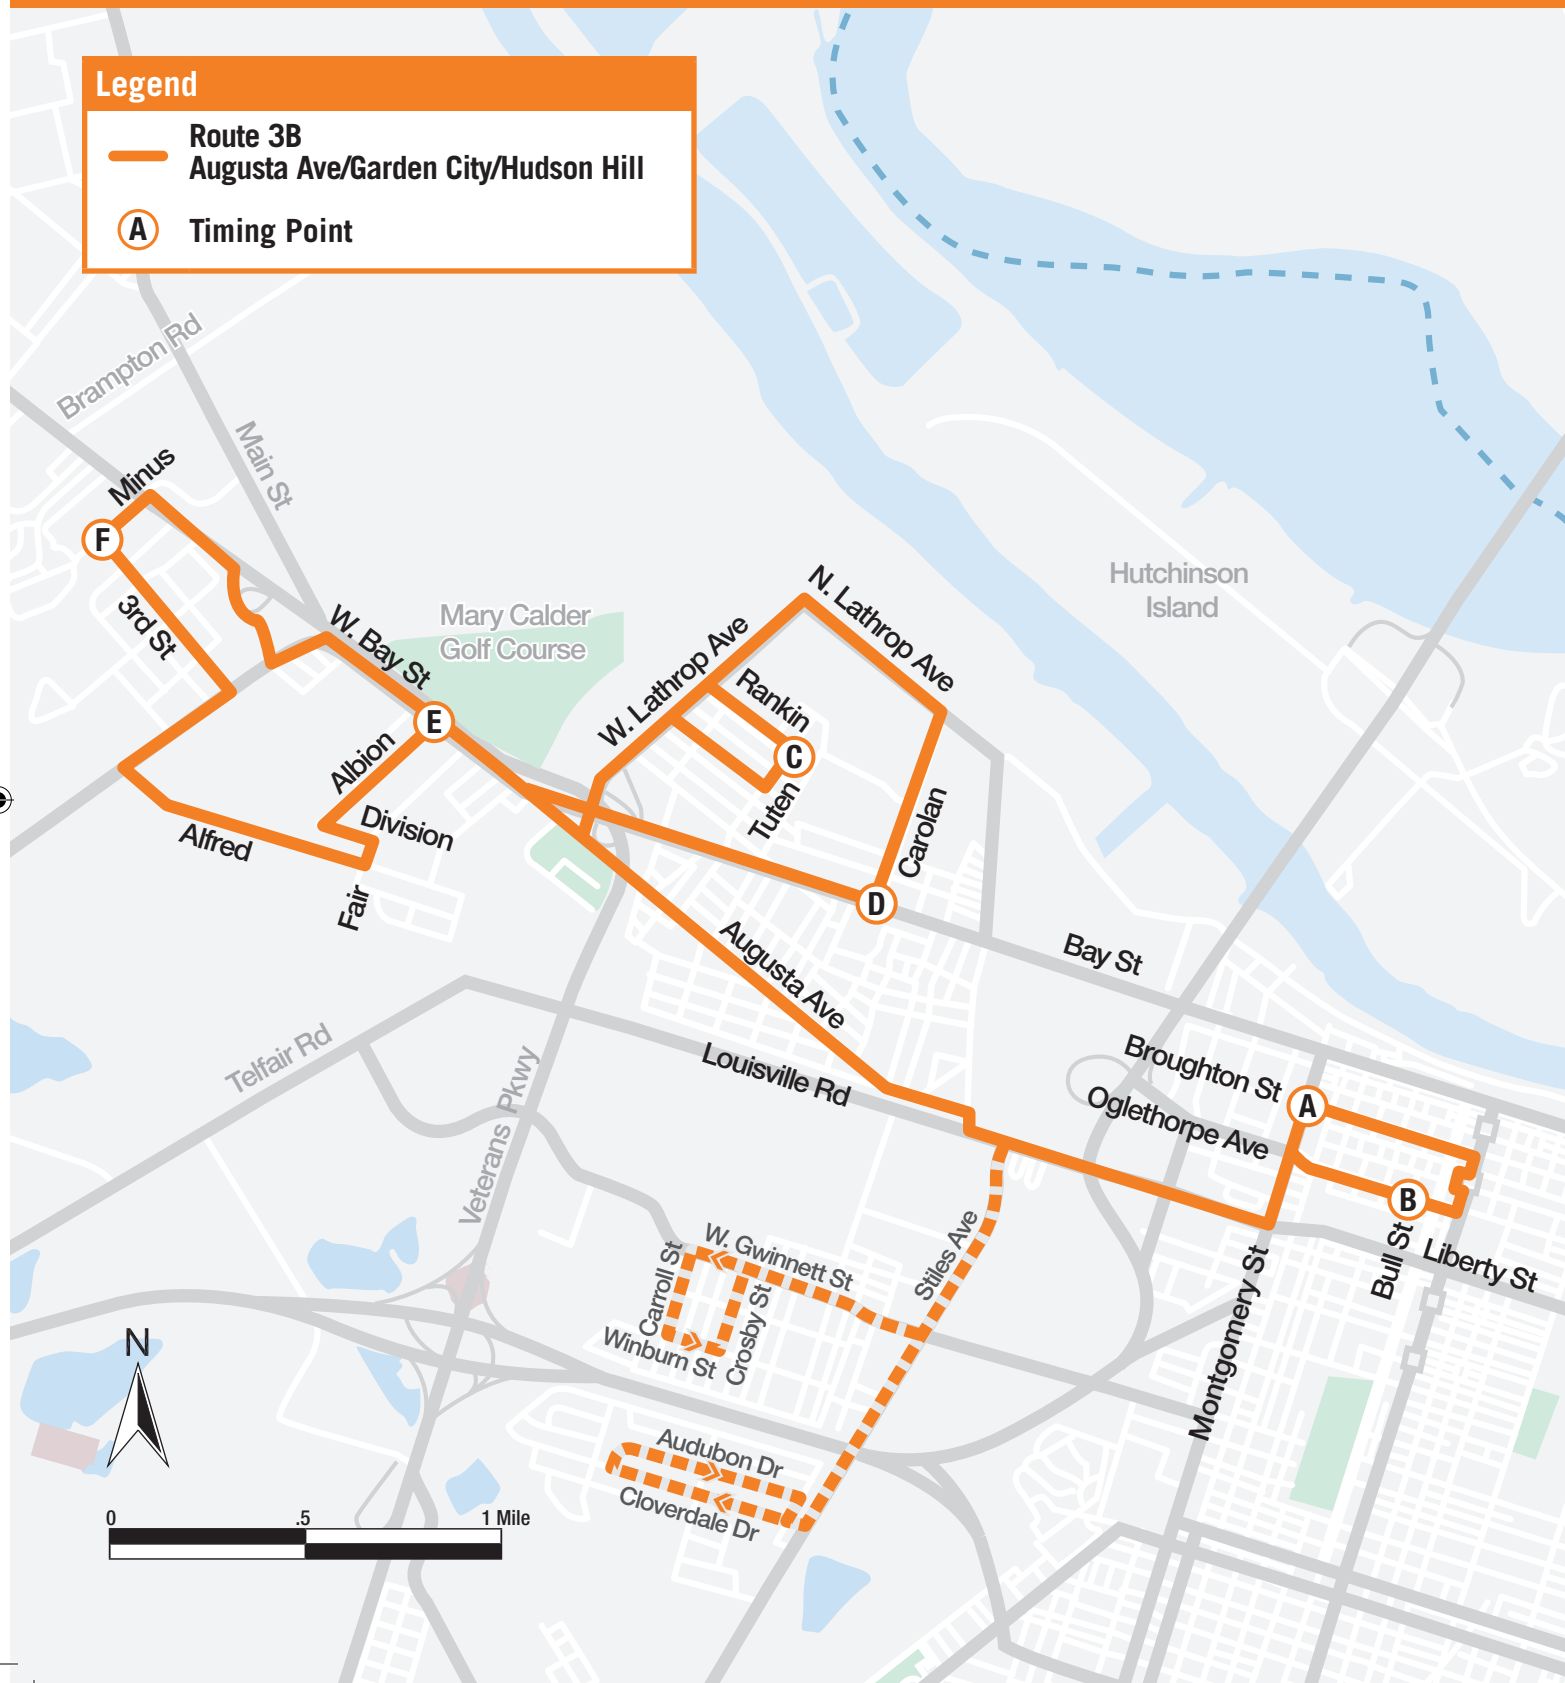 Legend
Route 3B
Augusta Ave/Garden City/Hudson Hill
A
Timing Point
Brampton Rd
Main St
Minus
F
3rd St
W. Bay St
Mary Calder
Golf Course
E
Albion
Division
Alfred
Fair
N. Lathrop Ave
W. Lathrop Ave
Rankin
C
Tuten
Carolan
D
Hutchinson
Island
Augusta Ave
Bay St
Telfair Rd
Veterans Pkwy
Louisville Rd
Broughton St
A
Oglethorpe Ave
B
Bull St
Liberty St
Montgomery St
Stiles Ave
W. Gwinnett St
Carroll St
Crosby St
Winburn St
Audubon Dr
Cloverdale Dr
N
0
.5
1 Mile